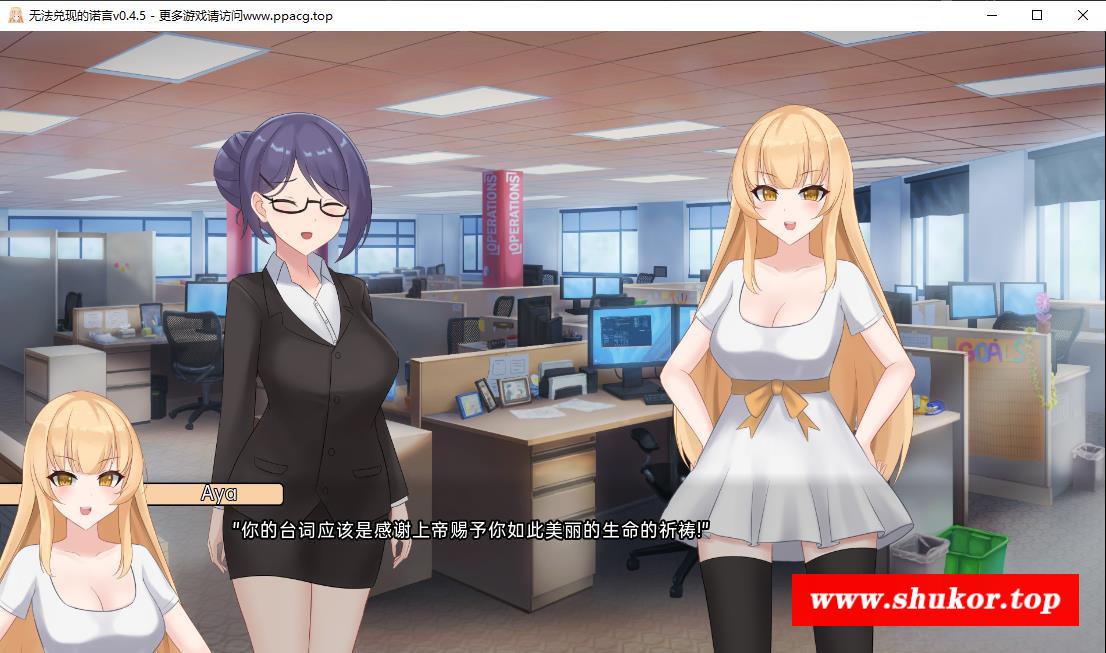 无法兑现的诺言v0.4.5 - 更多游戏请访问www.ppacg.top
OPERATIONS
OPERATIONS
GOALS
Aya
“你的台词应该是感谢上帝赐予你如此美丽的生命的祈祷!”
www.shukor.top